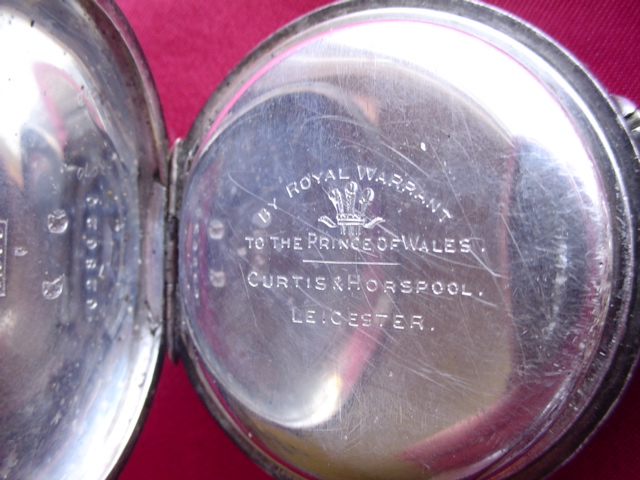 BY ROYAL WARRANT
TO THE PRINCE OF WALES.
CURTIS & HORSPOOL.
LEICESTER.